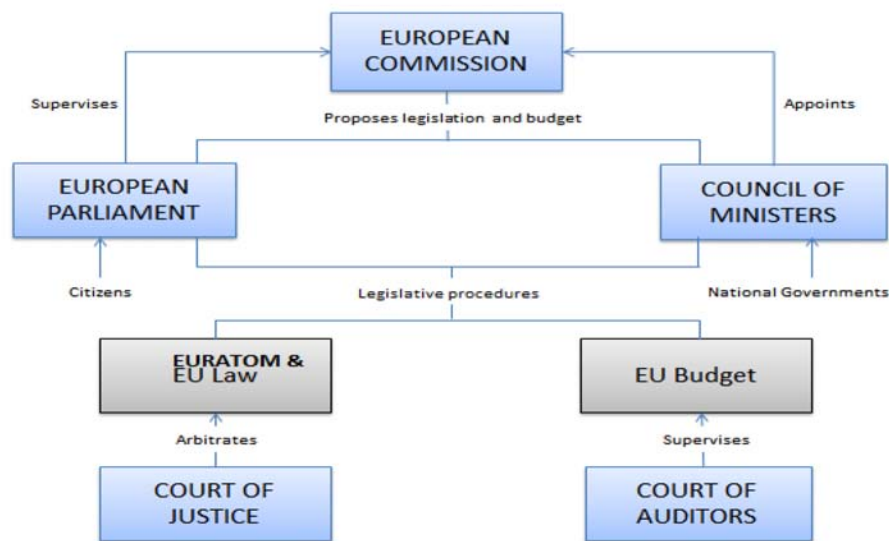 EUROPEAN
COMMISSION
Supervises
Appoints
Proposes legislation and budget
EUROPEAN
PARLIAMENT
COUNCIL OF
MINISTERS
Citizens
Legislative procedures
National Governments
EURATOM &
EU Law
EU Budget
Arbitrates
Supervises
COURT OF
JUSTICE
COURT OF
AUDITORS